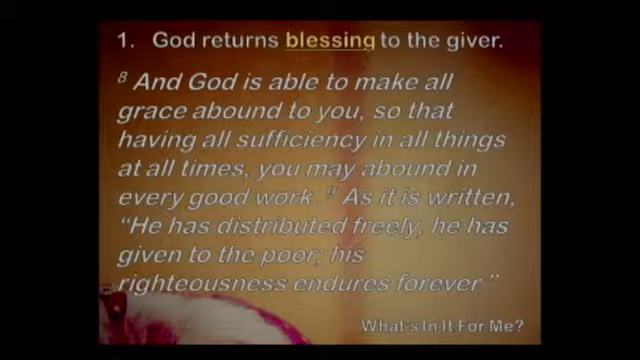 1. God returns blessing to the giver.
8 And God is able to make all
grace abound to you, so that
having all sufficiency in all things
at all times, you may abound in
every good work. 9 As it is written,
“He has distributed freely, he has
given to the poor; his
righteousness endures forever.”
What's In It For Me?